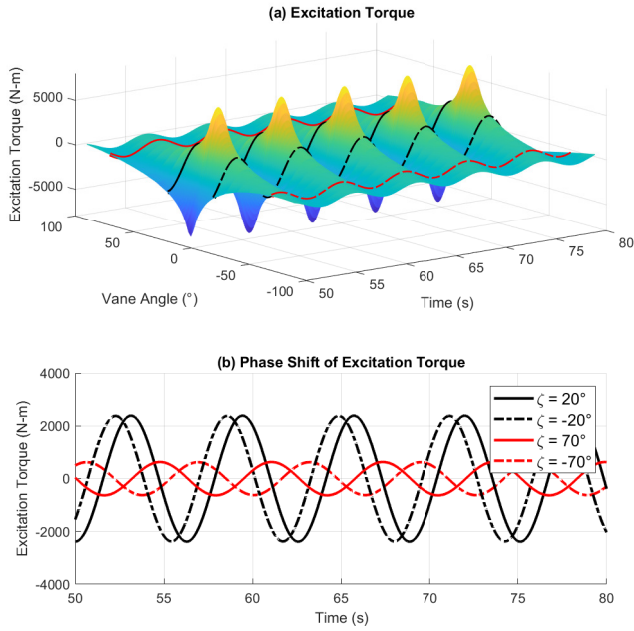 (a) Excitation Torque
Excitation Torque (N-m)
5000
0
-5000
100
50
0
-50
-100
Vane Angle (°)
50
55
60
65
70
75
80
Time (s)
(b) Phase Shift of Excitation Torque
Excitation Torque (N-m)
4000
2000
0
-2000
-4000
ζ = 20°
ζ = -20°
ζ = 70°
ζ = -70°
50 55 60 65 70 75 80
Time (s)